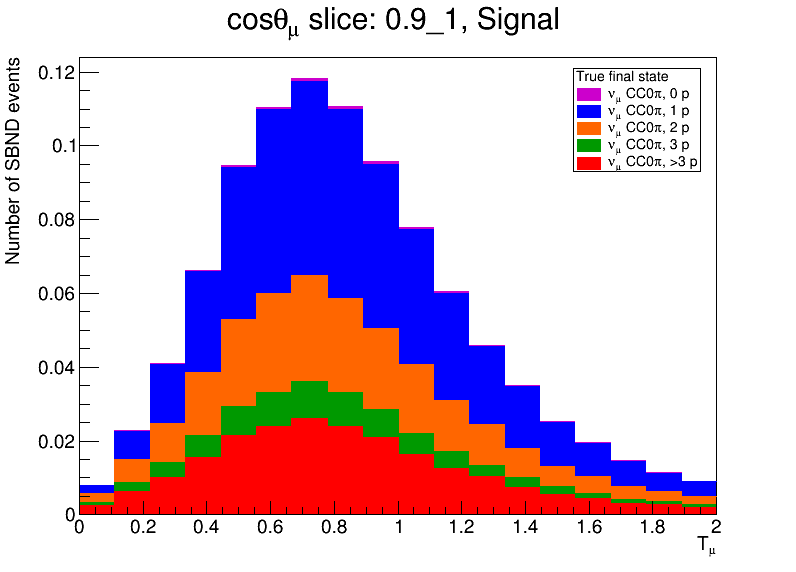 cosθμ slice: 0.9_1, Signal
Number of SBND events
0.12
0.1
0.08
0.06
0.04
0.02
0
True final state
νμ CC0π, 0 p
νμ CC0π, 1 p
νμ CC0π, 2 p
νμ CC0π, 3 p
νμ CC0π, >3 p
0 0.2 0.4 0.6 0.8 1 1.2 1.4 1.6 1.8 2
Tμ